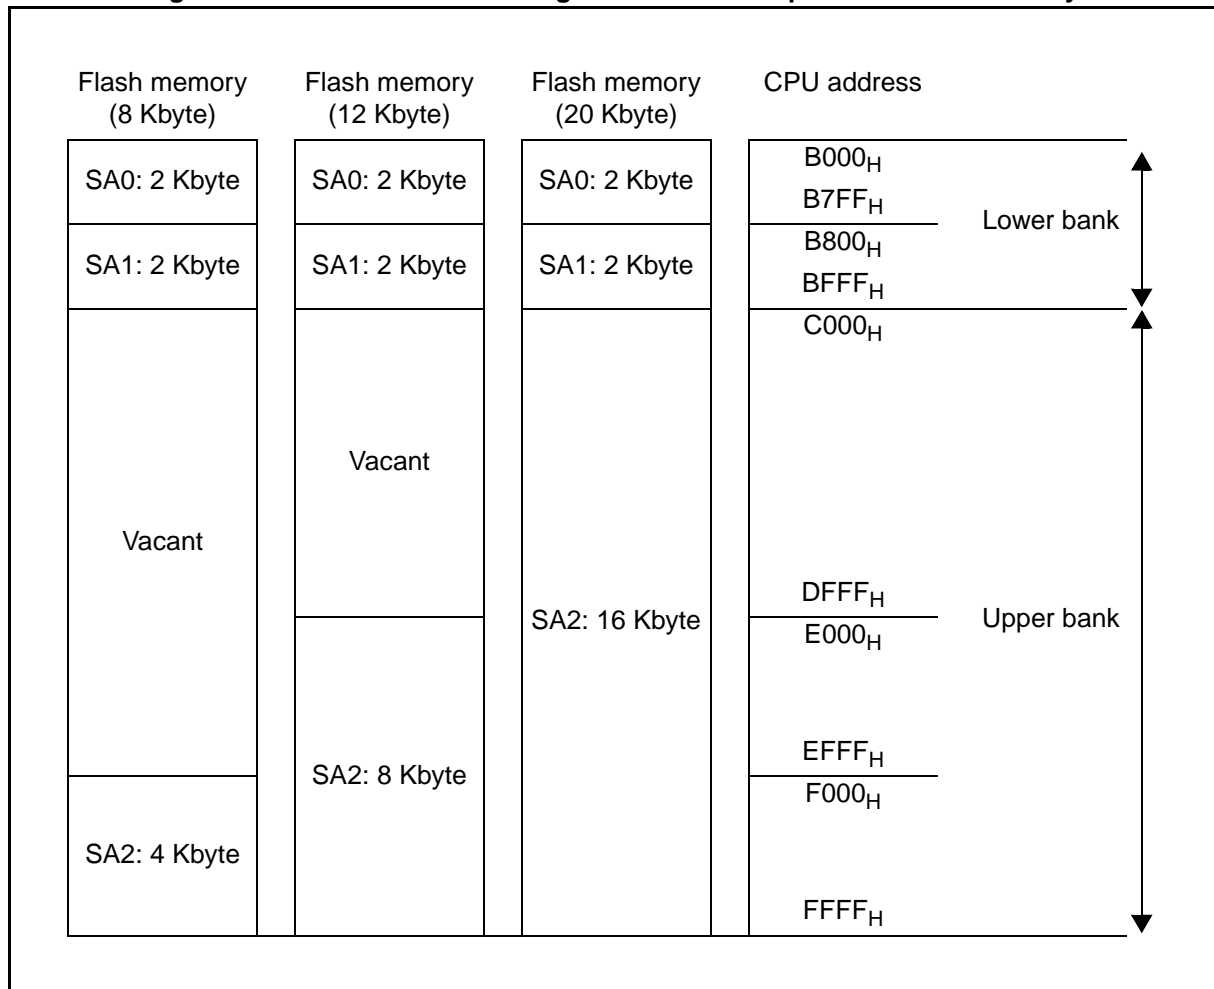 Flash memory
(8 Kbyte)
Flash memory
(12 Kbyte)
Flash memory
(20 Kbyte)
CPU address
SA0: 2 Kbyte
SA0: 2 Kbyte
SA0: 2 Kbyte
B000H
B7FFH
Lower bank
SA1: 2 Kbyte
SA1: 2 Kbyte
SA1: 2 Kbyte
B800H
BFFFH
C000H
Vacant
Vacant
DFFFH
SA2: 16 Kbyte
Upper bank
E000H
EFFFH
SA2: 8 Kbyte
F000H
SA2: 4 Kbyte
FFFFH